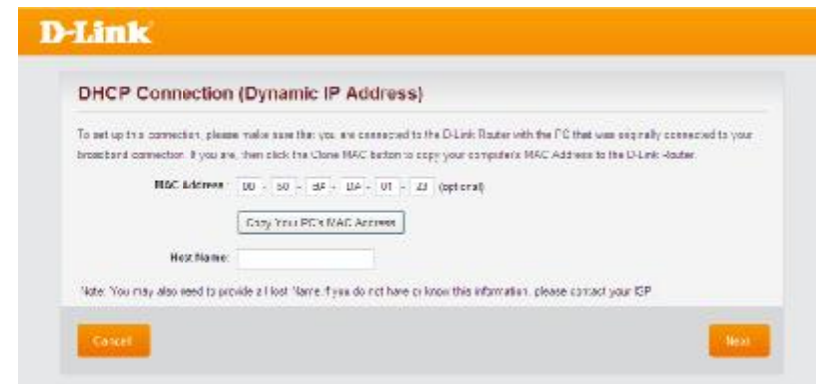 D-Link
DHCP Connection (Dynamic IP Address)
To set up this connection, please make sure that you are connected to the D-Link Router with the PC that was originally connected to your
broadband connection. If you are, then click the Clone MAC button to copy your computer's MAC Address to the D-Link Router.
MAC Address : - 50 - - - 01 - (optional)
Copy Your PC's MAC Address
Host Name:
Note: You may also need to provide a Host Name. If you do not have or know this information, please contact your ISP
Cancel
Next